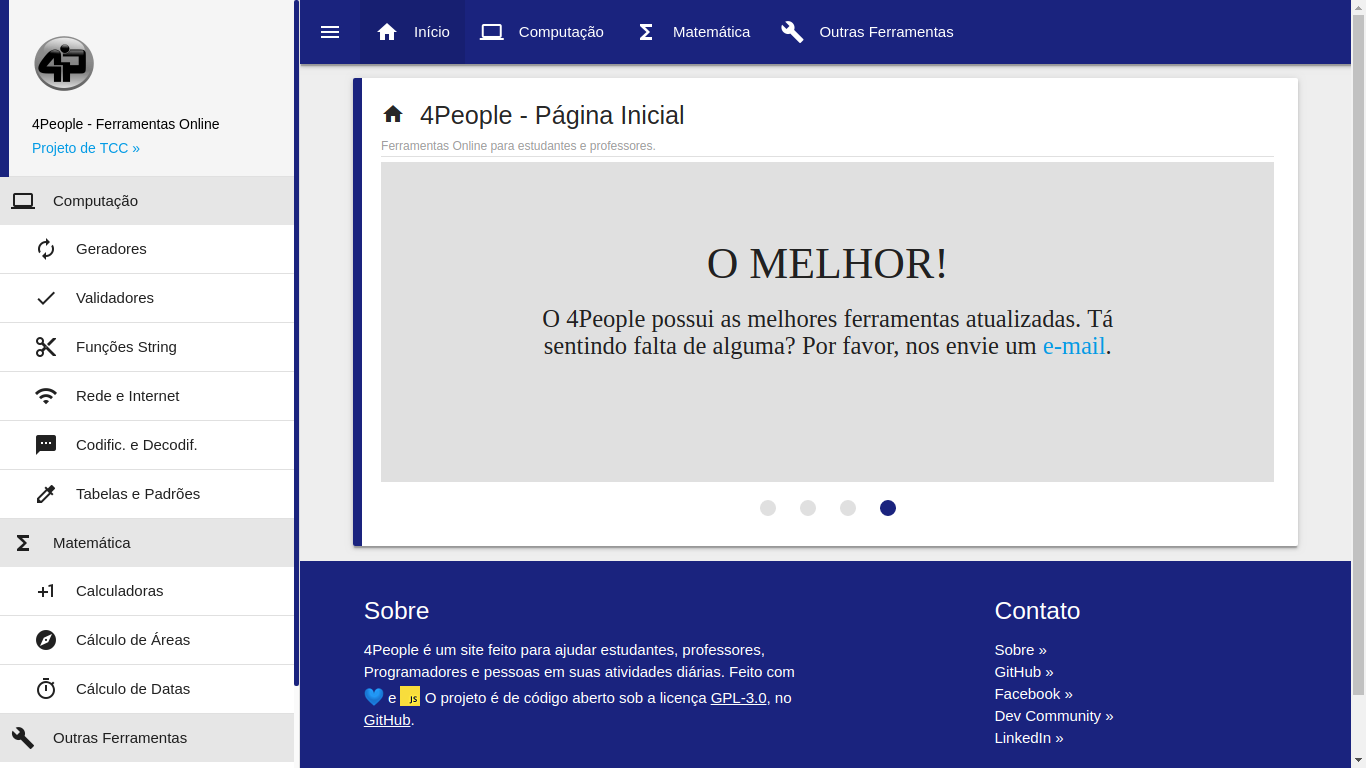 4P
4People - Ferramentas Online
Projeto de TCC »
Computação
Geradores
Validadores
Funções String
Rede e Internet
Codific. e Decodif.
Tabelas e Padrões
Matemática
+1
Calculadoras
Cálculo de Áreas
Cálculo de Datas
Outras Ferramentas
Início
Computação
Matemática
Outras Ferramentas
4People - Página Inicial
Ferramentas Online para estudantes e professores.
O MELHOR!
O 4People possui as melhores ferramentas atualizadas. Tá
sentindo falta de alguma? Por favor, nos envie um e-mail.
Sobre
4People é um site feito para ajudar estudantes, professores,
Programadores e pessoas em suas atividades diárias. Feito com
💙 e JS O projeto é de código aberto sob a licença GPL-3.0, no
GitHub.
Contato
Sobre »
GitHub »
Facebook »
Dev Community »
LinkedIn »